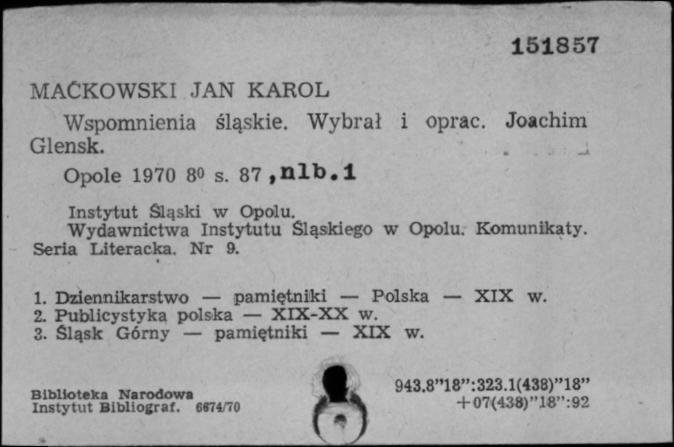 151857
MAĆKOWSKI JAN KAROL
Wspomnienia śląskie. Wybrał i oprac. Joachim
Glensk.
Opole 1970 8⁰ s. 87 , nlb.1
Instytut Śląski w Opolu.
Wydawnictwa Instytutu Śląskiego w Opolu. Komunikaty.
Seria Literacka. Nr 9.
1. Dziennikarstwo — pamiętniki — Polska — XIX w.
2. Publicystyka polska — XIX-XX w.
3. Śląsk Górny — pamiętniki — XIX w.
Biblioteka Narodowa
Instytut Bibliograf. 6674/70
943.8”18”:323.1(438)”18”
+07(438)”18”:92